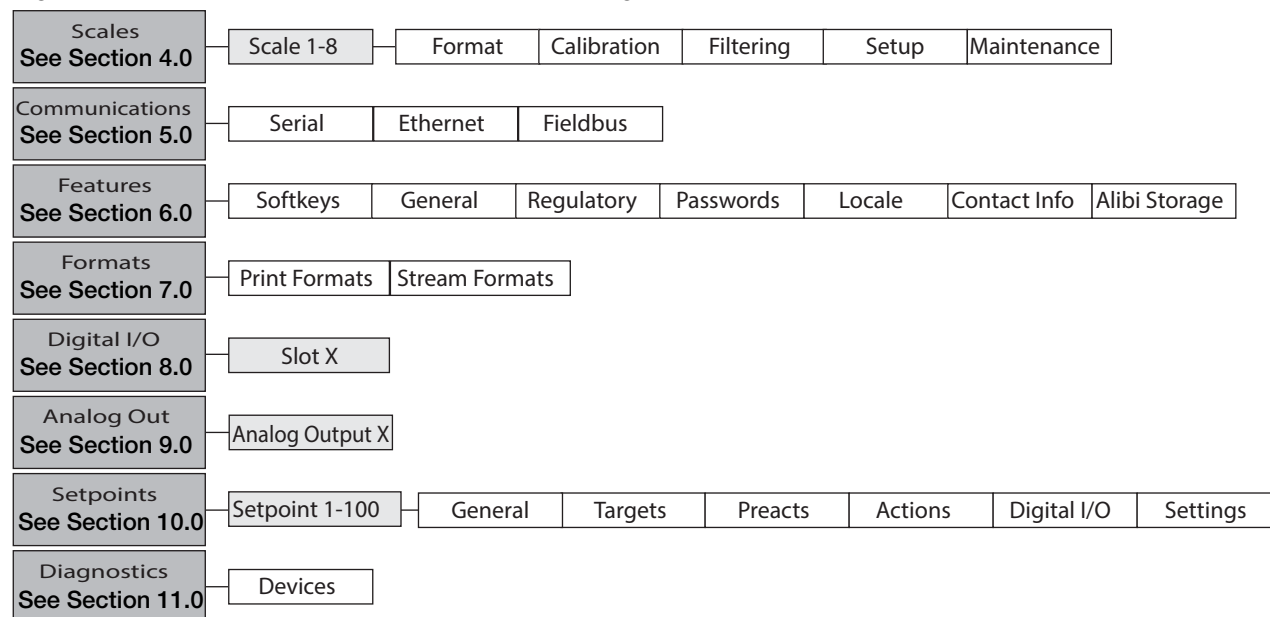 Scales
See Section 4.0
Scale 1-8 Format Calibration Filtering Setup Maintenance
Communications
See Section 5.0
Serial Ethernet Fieldbus
Features
See Section 6.0
Softkeys General Regulatory Passwords Locale Contact Info Alibi Storage
Formats
See Section 7.0
Print Formats Stream Formats
Digital I/O
See Section 8.0
Slot X
Analog Out
See Section 9.0
Analog Output X
Setpoints
See Section 10.0
Setpoint 1-100 General Targets Preacts Actions Digital I/O Settings
Diagnostics
See Section 11.0
Devices